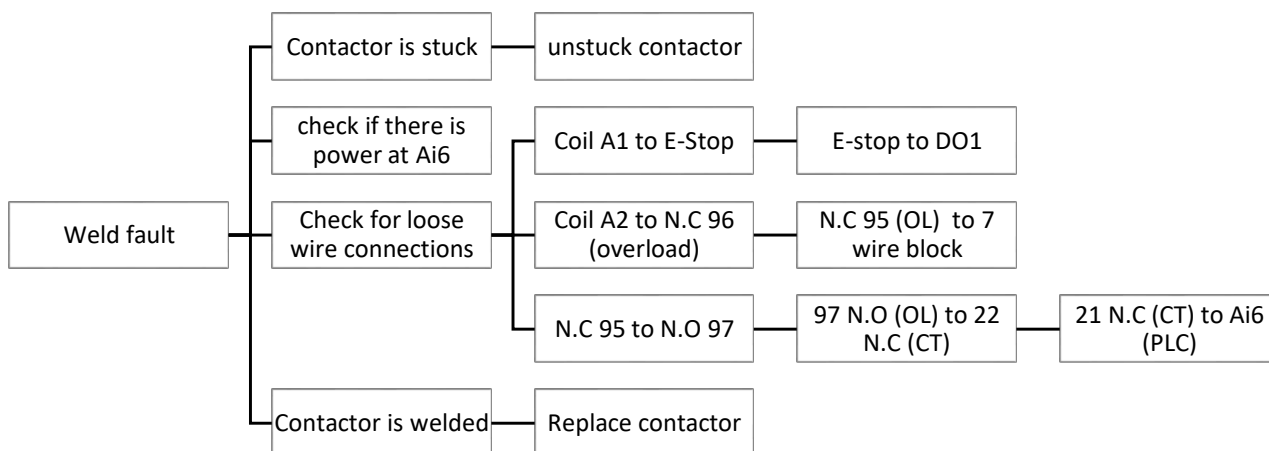 Contactor is stuck
unstuck contactor
check if there is
power at Ai6
Coil A1 to E-Stop
E-stop to DO1
Weld fault
Check for loose
wire connections
Coil A2 to N.C 96
(overload)
N.C 95 (OL)  to 7
wire block
N.C 95 to N.O 97
97 N.O (OL) to 22
N.C (CT)
21 N.C (CT) to Ai6
(PLC)
Contactor is welded
Replace contactor